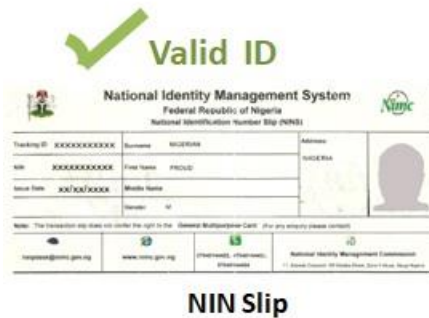 Valid ID
National Identity Management System
Federal Republic of Nigeria
National Identification Number Slip (NINS)
Nimc
Tracking ID XXXXXXXXXXX Surname NIGERIAN Address
NIGERIA
NIN XXXXXXXXXXX First Name PROUD
Issue Date XX/XX/XXXX Middle Name
Gender M
Note: The transaction slip does not confer the right to the General Multipurpose Card (For any enquiry please contact)
helpdesk@nimc.gov.ng www.nimc.gov.ng National Identity Management Commission
NIN Slip